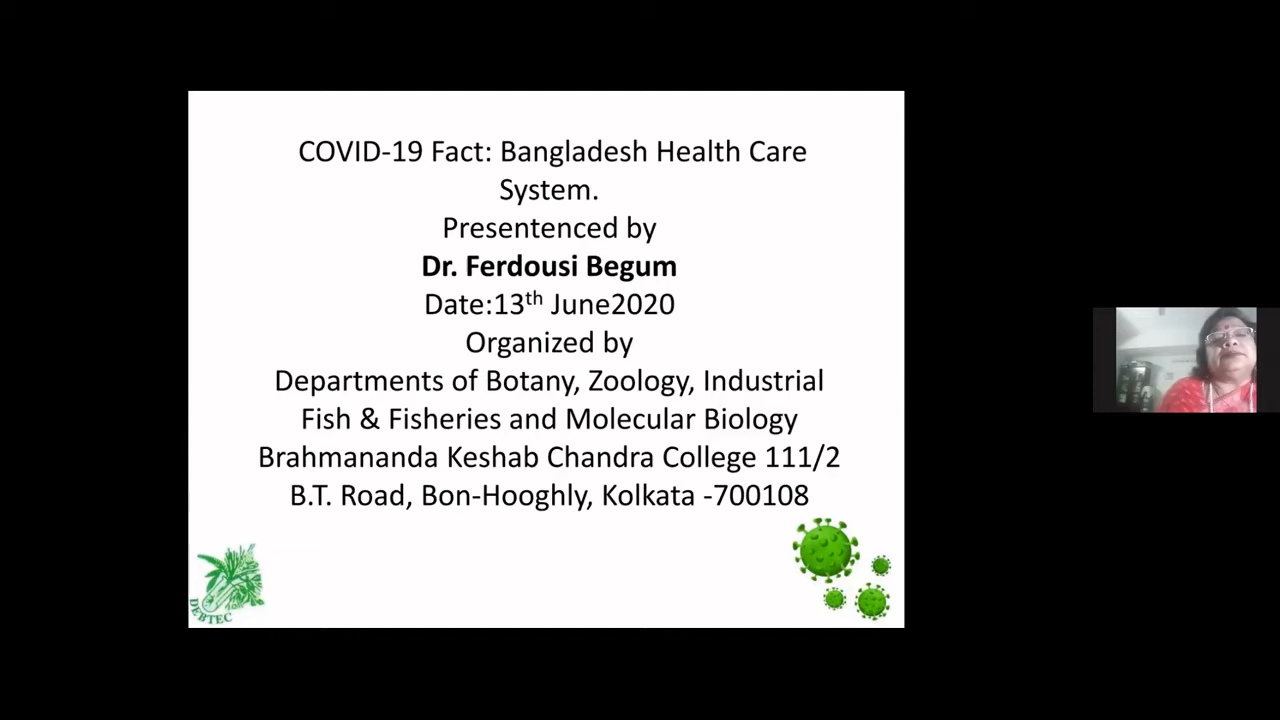 COVID-19 Fact: Bangladesh Health Care
System.
Presentenced by
Dr. Ferdousi Begum
Date:13th June2020
Organized by
Departments of Botany, Zoology, Industrial
Fish & Fisheries and Molecular Biology
Brahmananda Keshab Chandra College 111/2
B.T. Road, Bon-Hooghly, Kolkata -700108
DEBTEC